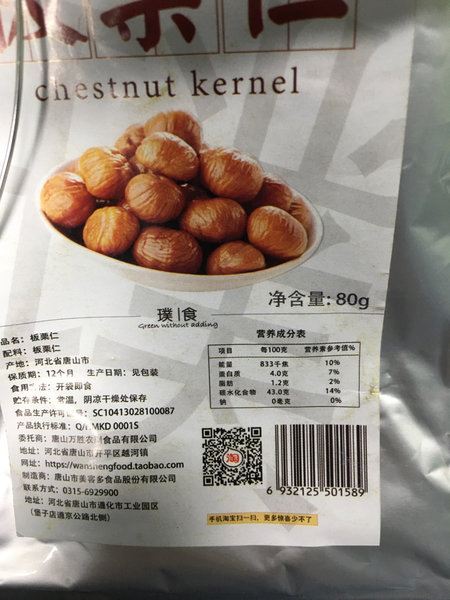 板栗仁
chestnut kernel
净含量: 80g
璞|食
Green without adding
品名：板栗仁
配料：板栗仁
产地：河北省唐山市
保质期：12个月 生产日期：见包装
食用方法：开袋即食
贮存条件：常温，阴凉干燥处保存
食品生产许可证号：SC10413028100087
产品执行标准：Q/LMKD 0001S
委托商：唐山万胜农副食品有限公司
地址：河北省唐山市开平区越河镇
网址：https://wanshengfood.taobao.com
制造商：唐山市美客多食品股份有限公司
联系方式：0315-6929900
地址：河北省唐山市遵化市工业园区
（堡子店道京公路北侧）
营养成分表
项目 每100克 营养素参考值%
能量 833千焦 10%
蛋白质 4.0克 7%
脂肪 1.2克 2%
碳水化合物 43.0克 14%
钠 0毫克 0%
淘
6 932125 501589
手机淘宝扫一扫，更多惊喜少不了